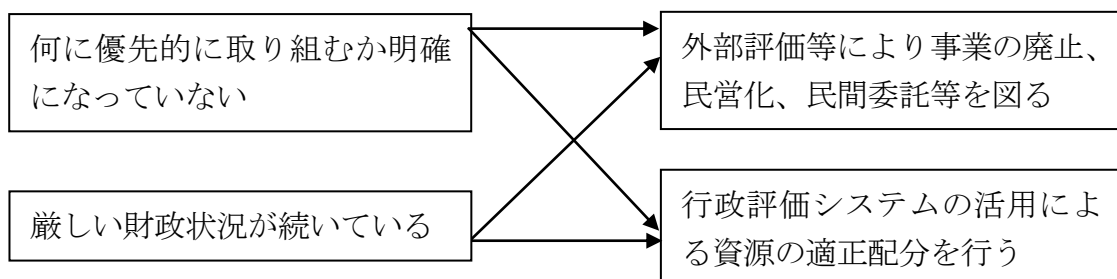 何に優先的に取り組むか明確
になっていない
外部評価等により事業の廃止、
民営化、民間委託等を図る
厳しい財政状況が続いている
行政評価システムの活用によ
る資源の適正配分を行う